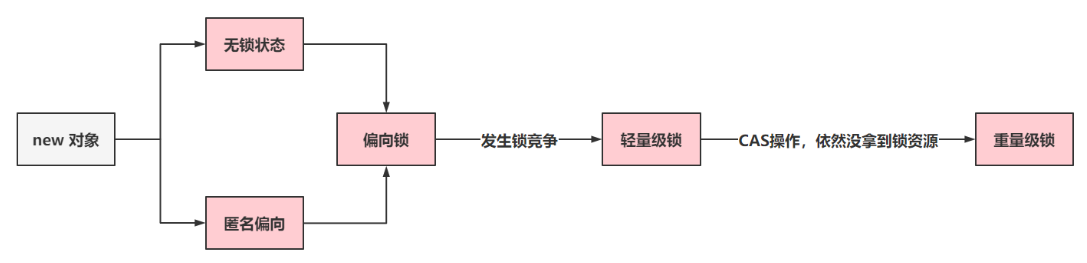 new 对象
无锁状态
匿名偏向
偏向锁
发生锁竞争
轻量级锁
CAS操作，依然没拿到锁资源
重量级锁